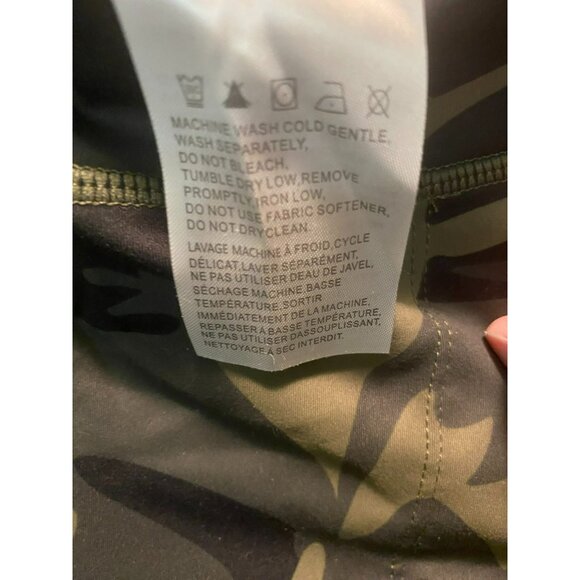 MACHINE WASH COLD GENTLE,
WASH SEPARATELY,
DO NOT BLEACH,
TUMBLE DRY LOW,REMOVE
PROMPTLY,IRON LOW,
DO NOT USE FABRIC SOFTENER,
DO NOT DRYCLEAN.
LAVAGE MACHINE À FROID,CYCLE
DÉLICAT,LAVER SÉPARÉMENT,
NE PAS UTILISER DEAU DE JAVEL,
SÉCHAGE MACHINE,BASSE
TEMPÉRATURE,SORTIR
IMMÉDIATEMENT DE LA MACHINE,
REPASSER À BASSE TEMPÉRATURE,
NE PAS UTILISER DASSOUPLISSANT,
NETTOYAGE À SEC INTERDIT.